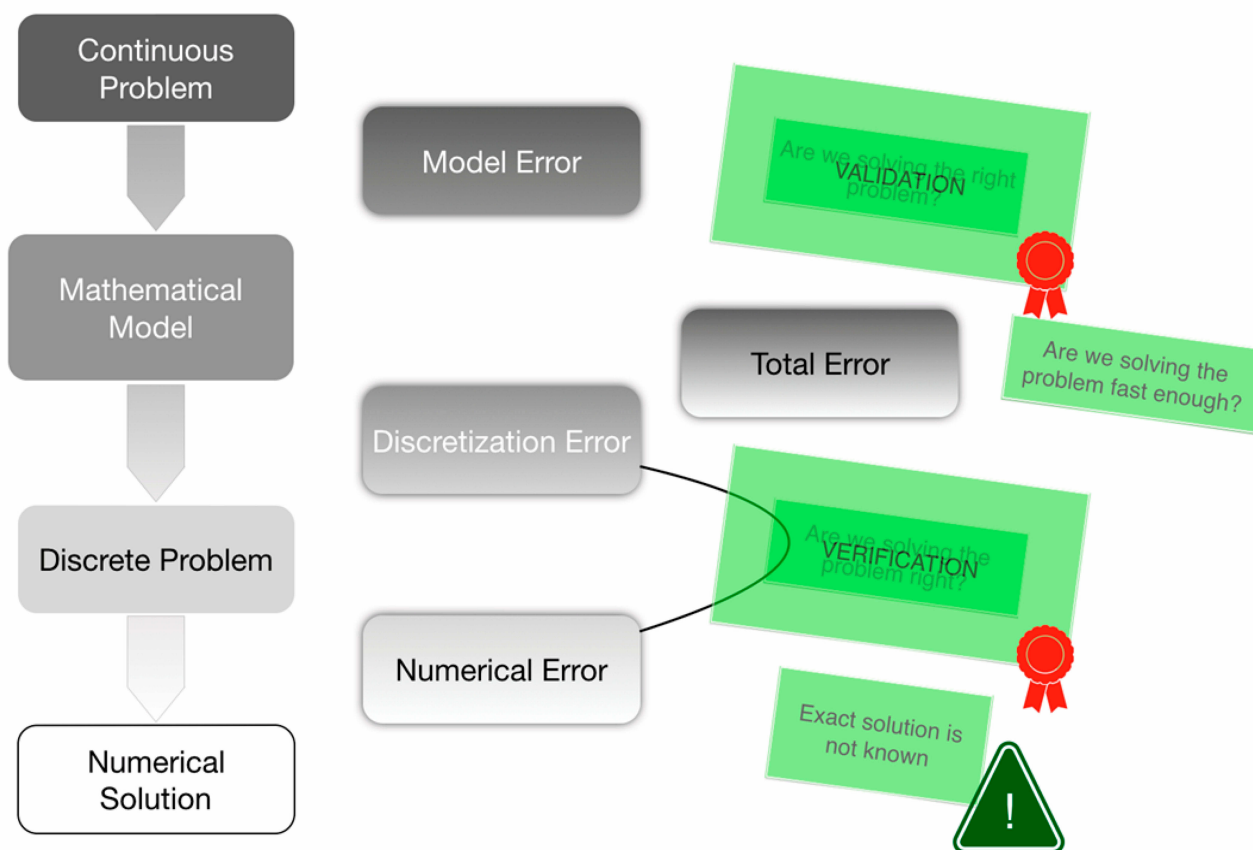 Continuous
Problem
Model Error
Are we solving the right
problem?
VALIDATION
Mathematical
Model
Total Error
Are we solving the
problem fast enough?
Discretization Error
Discrete Problem
Are we solving the
problem right?
VERIFICATION
Numerical Error
Exact solution is
not known
Numerical
Solution
!